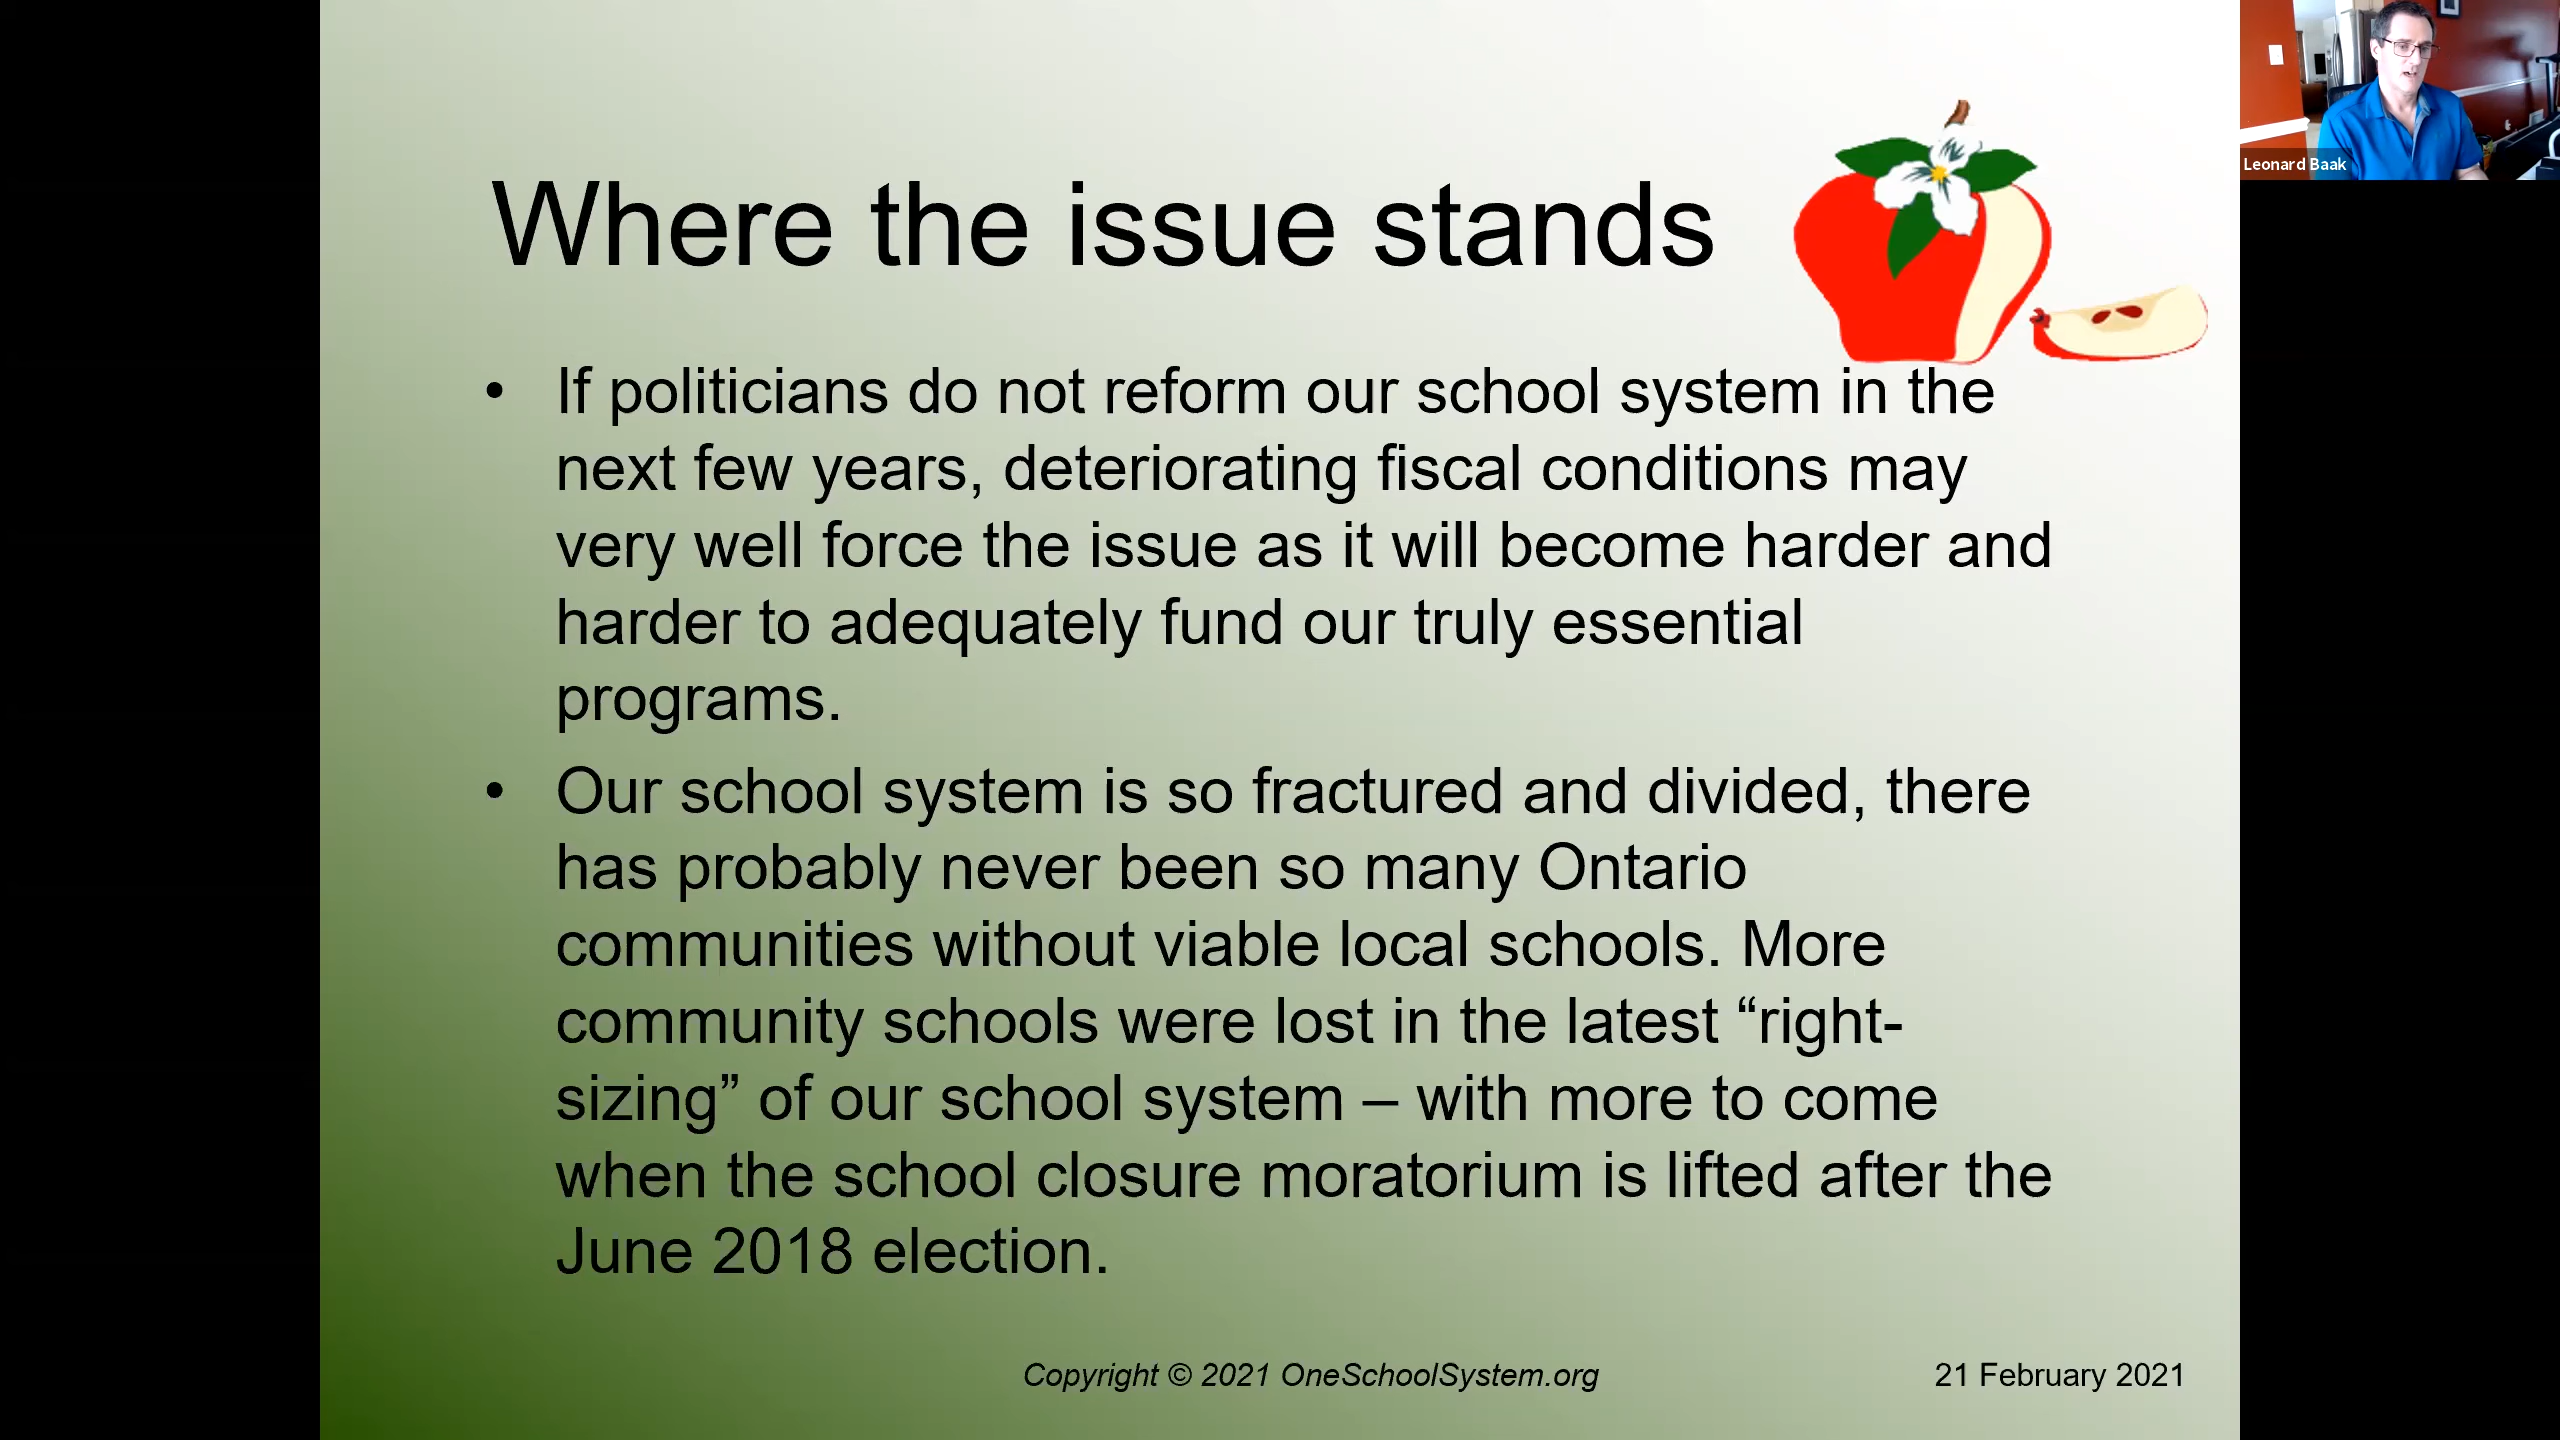 Leonard Baak
Where the issue stands
• If politicians do not reform our school system in the
next few years, deteriorating fiscal conditions may
very well force the issue as it will become harder and
harder to adequately fund our truly essential
programs.
• Our school system is so fractured and divided, there
has probably never been so many Ontario
communities without viable local schools. More
community schools were lost in the latest “right-
sizing” of our school system – with more to come
when the school closure moratorium is lifted after the
June 2018 election.
Copyright © 2021 OneSchoolSystem.org
21 February 2021